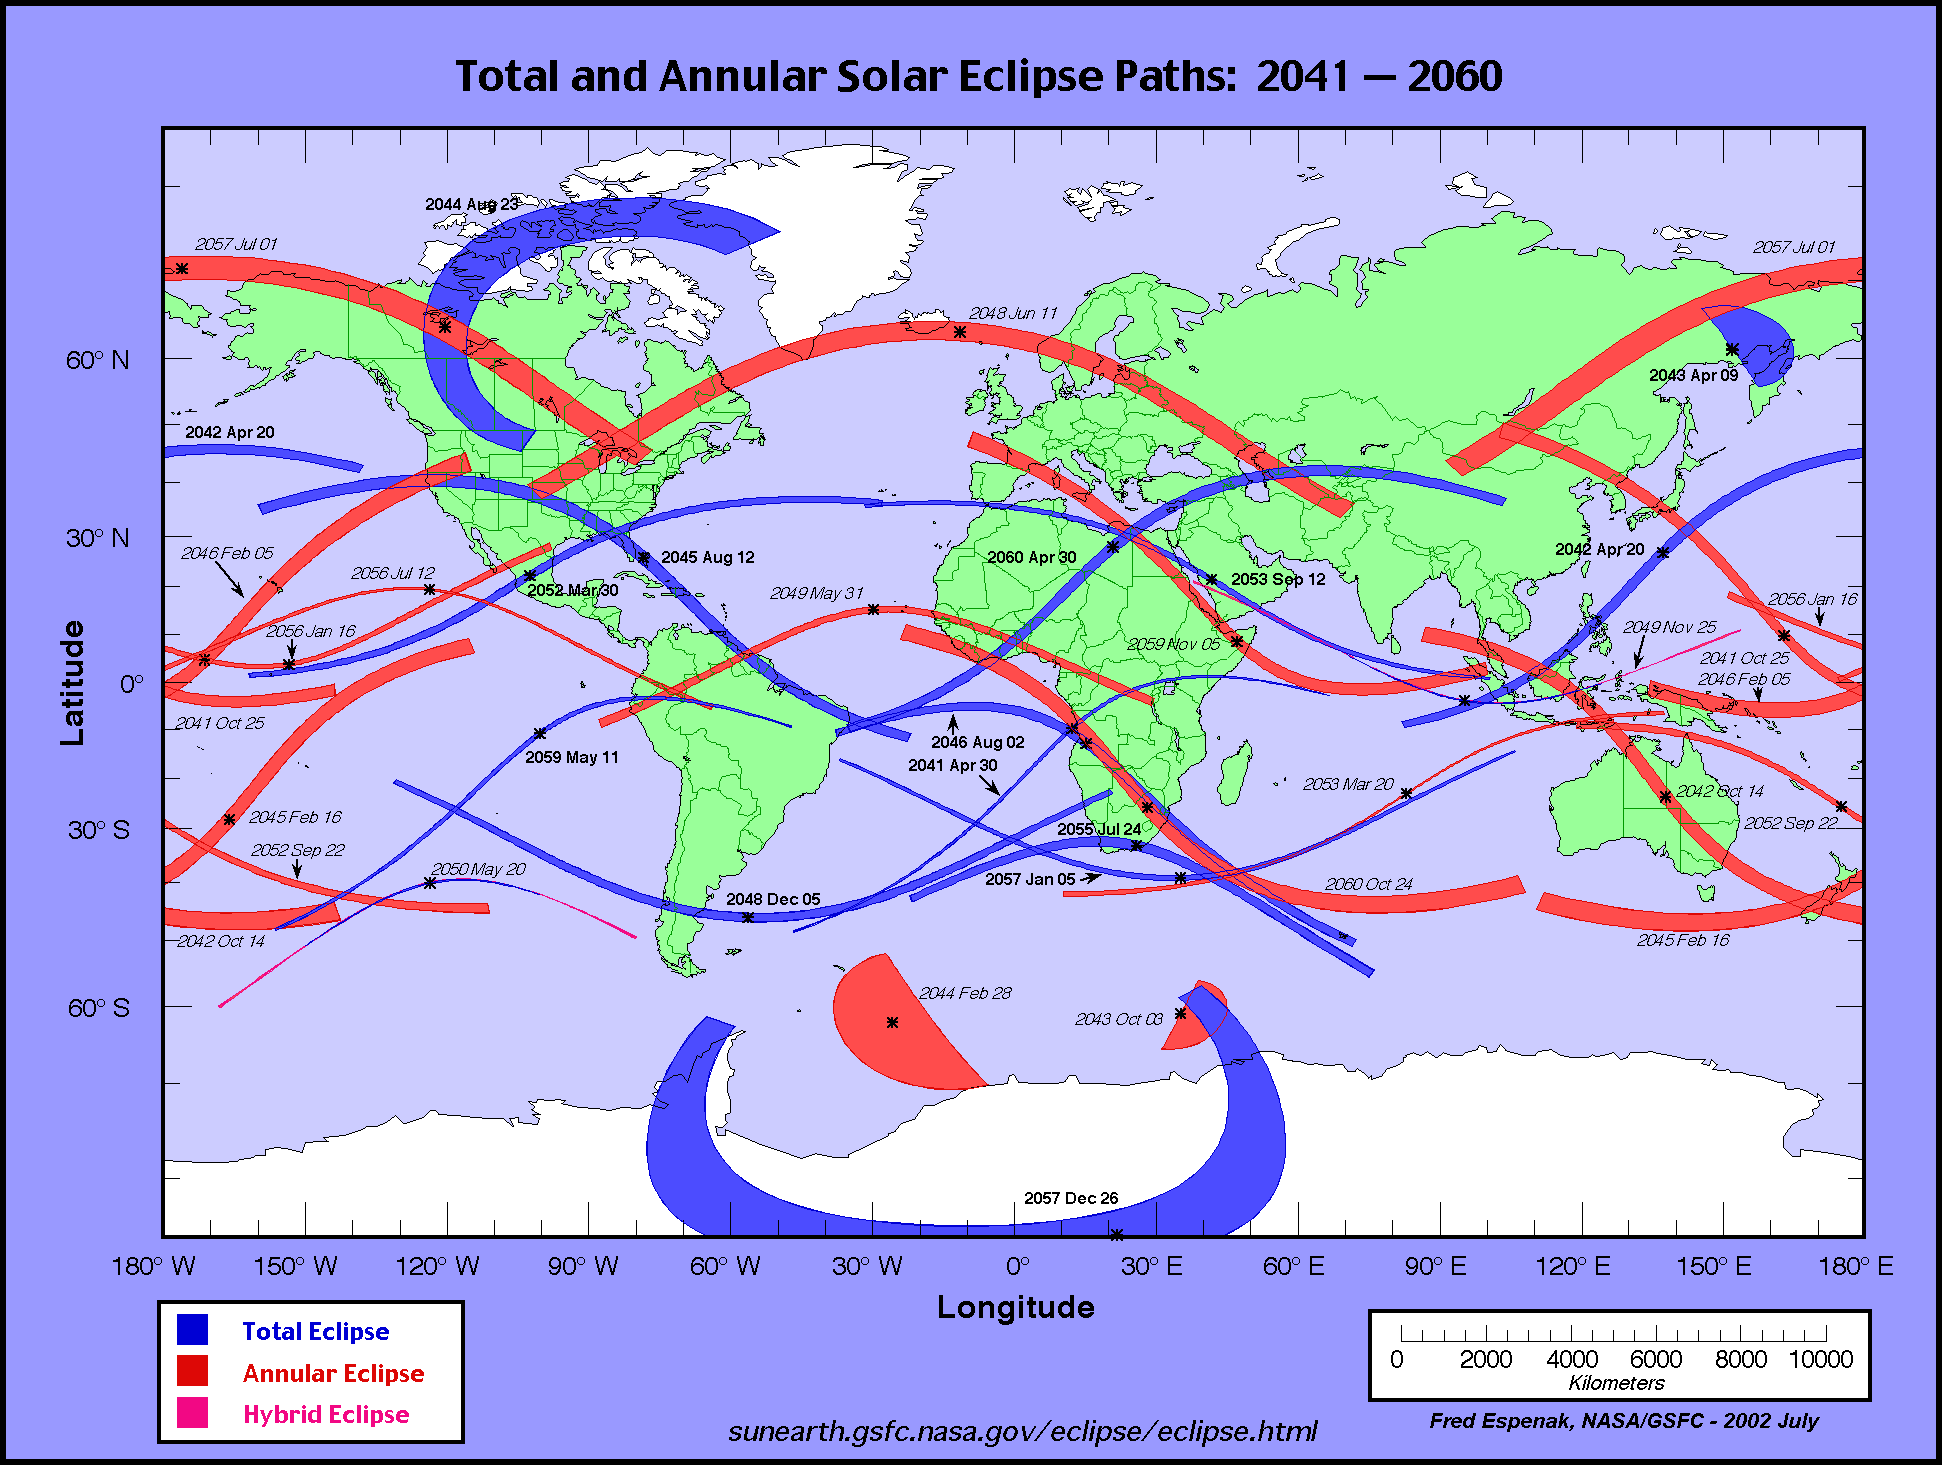 Total and Annular Solar Eclipse Paths: 2041 — 2060
2044 Aug 23
2057 Jul 01
2057 Jul 01
2048 Jun 11
60° N
2043 Apr 09
2042 Apr 20
30° N
2046 Feb 05
2045 Aug 12
2060 Apr 30
2042 Apr 20
2056 Jul 12
2052 Mar 30
2053 Sep 12
2049 May 31
2056 Jan 16
2056 Jan 16
2049 Nov 25
2059 Nov 05
2041 Oct 25
2046 Feb 05
0°
Latitude
2041 Oct 25
2046 Aug 02
2059 May 11
2041 Apr 30
2053 Mar 20
2042 Oct 14
2045 Feb 16
2052 Sep 22
30° S
2055 Jul 24
2052 Sep 22
2050 May 20
2057 Jan 05
2060 Oct 24
2048 Dec 05
2042 Oct 14
2045 Feb 16
2044 Feb 28
60° S
2043 Oct 03
2057 Dec 26
180° W 150° W 120° W 90° W 60° W 30° W 0° 30° E 60° E 90° E 120° E 150° E 180° E
Longitude
Total Eclipse
Annular Eclipse
Hybrid Eclipse
0 2000 4000 6000 8000 10000
Kilometers
Fred Espenak, NASA/GSFC - 2002 July
sunearth.gsfc.nasa.gov/eclipse/eclipse.html